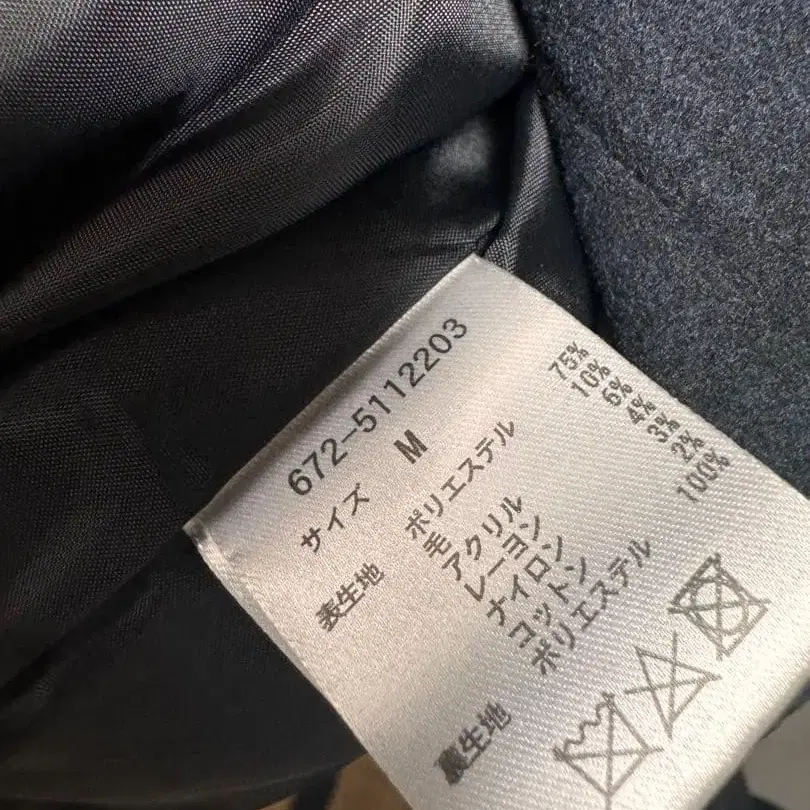 672-5112203
サイズ M
表生地 ポリエステル 75%
毛 10%
アクリル 6%
レーヨン 4%
ナイロン 3%
コットン 2%
裏生地 ポリエステル 100%